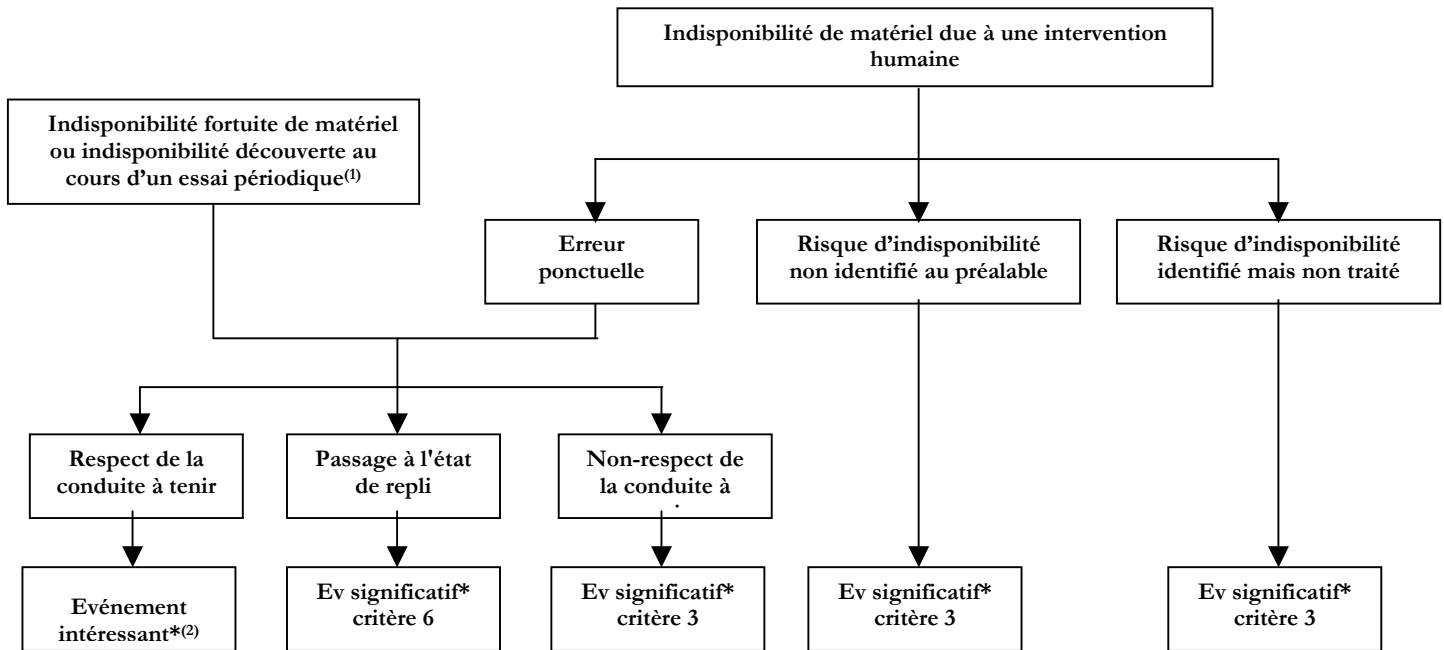 Indisponibilité de matériel due à une intervention
humaine
Indisponibilité fortuite de matériel
ou indisponibilité découverte au
cours d’un essai périodique(1)
Erreur
ponctuelle
Risque d’indisponibilité
non identifié au préalable
Risque d’indisponibilité
identifié mais non traité
Respect de la
conduite à tenir
Passage à l'état
de repli
Non-respect de
la conduite à
Evénement
intéressant*(2)
Ev significatif*
critère 6
Ev significatif*
critère 3
Ev significatif*
critère 3
Ev significatif*
critère 3